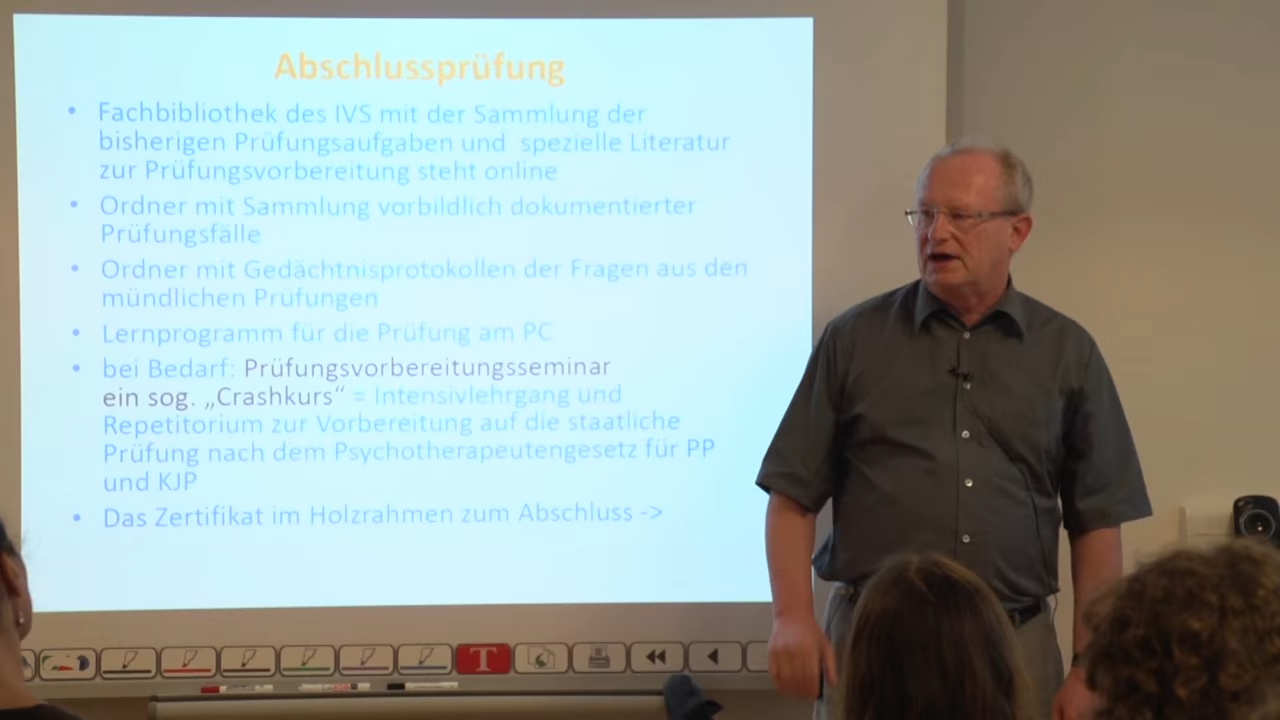 Abschlussprüfung
• Fachbibliothek des IVS mit der Sammlung der
bisherigen Prüfungsaufgaben und spezielle Literatur
zur Prüfungsvorbereitung steht online
• Ordner mit Sammlung vorbildlich dokumentierter
Prüfungsfälle
• Ordner mit Gedächtnisprotokollen der Fragen aus den
mündlichen Prüfungen
• Lernprogramm für die Prüfung am PC
• bei Bedarf: Prüfungsvorbereitungsseminar
ein sog. „Crashkurs“ = Intensivlehrgang und
Repetitorium zur Vorbereitung auf die staatliche
Prüfung nach dem Psychotherapeutengesetz für PP
und KJP
• Das Zertifikat im Holzrahmen zum Abschluss ->
T